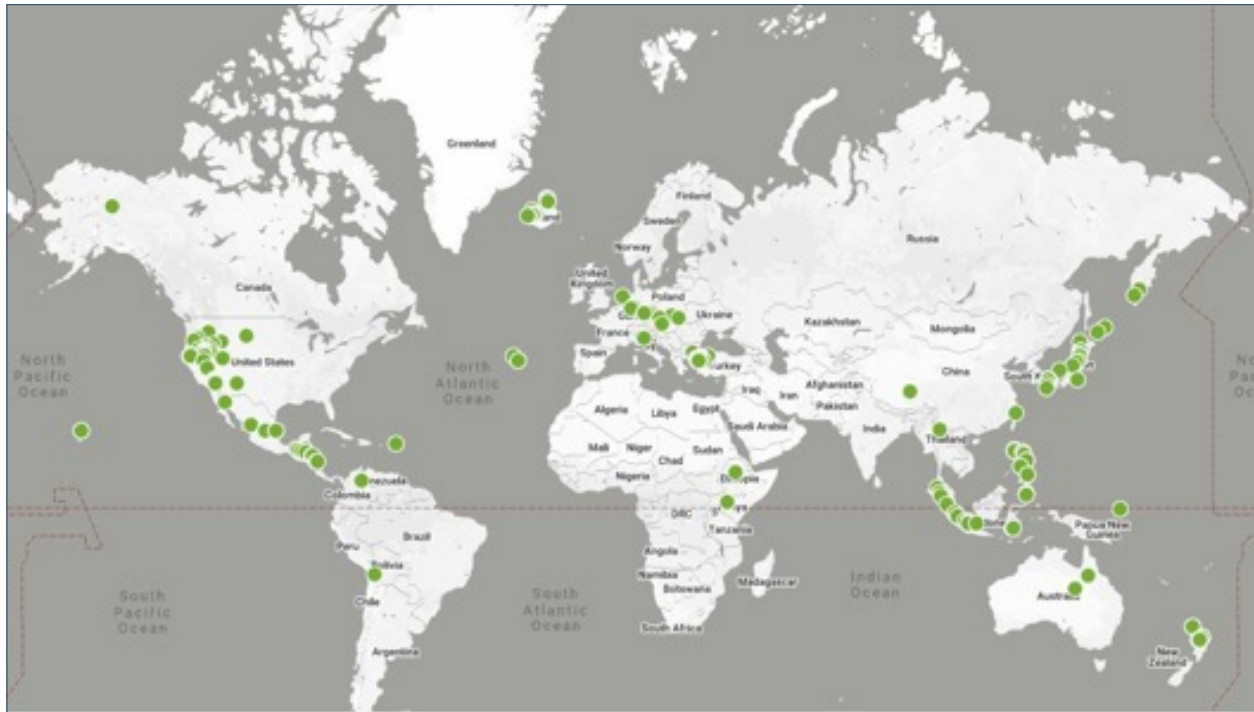 Greenland
Finland
Sweden
Norway
Russia
Canada
United
Kingdom
Poland
Ukraine
France
Kazakhstan
Mongolia
North
Pacific
Ocean
United States
North
Atlantic
Ocean
Spain
Turkey
China
South
Iraq
Iran
Afghanistan
Pakistan
Algeria
Libya
Egypt
Saudi Arabia
India
Thailand
Mali
Niger
Chad
Sudan
Nigeria
Ethiopia
Venezuela
Colombia
DRC
Tanzania
Papua New
Guinea
Peru
Brazil
Bolivia
Angola
Namibia
Botswana
Madagascar
Indian
Ocean
South
Pacific
Ocean
South
Atlantic
Ocean
Chile
Australia
South Africa
Argentina
New
Zealand